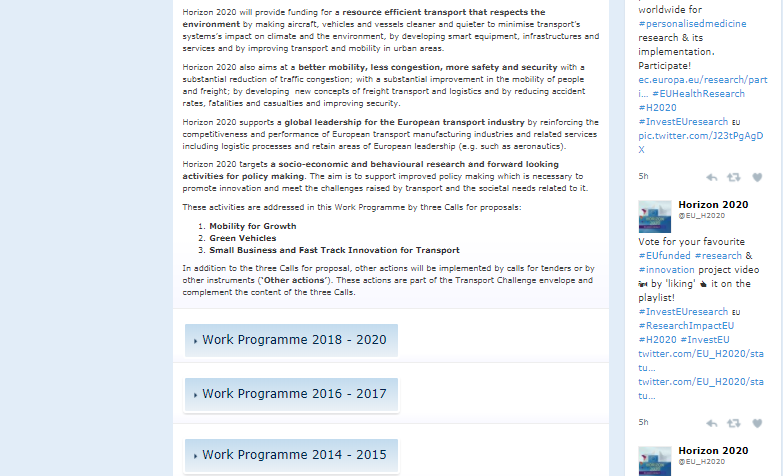 Horizon 2020 will provide funding for a resource efficient transport that respects the
environment by making aircraft, vehicles and vessels cleaner and quieter to minimise transport's
systems's impact on climate and the environment, by developing smart equipment, infrastructures and
services and by improving transport and mobility in urban areas.
Horizon 2020 also aims at a better mobility, less congestion, more safety and security with a
substantial reduction of traffic congestion; with a substantial improvement in the mobility of people
and freight; by developing new concepts of freight transport and logistics and by reducing accident
rates, fatalities and casualties and improving security.
Horizon 2020 supports a global leadership for the European transport industry by reinforcing the
competitiveness and performance of European transport manufacturing industries and related services
including logistic processes and retain areas of European leadership (e.g. such as aeronautics).
Horizon 2020 targets a socio-economic and behavioural research and forward looking
activities for policy making. The aim is to support improved policy making which is necessary to
promote innovation and meet the challenges raised by transport and the societal needs related to it.
These activities are addressed in this Work Programme by three Calls for proposals:
1. Mobility for Growth
2. Green Vehicles
3. Small Business and Fast Track Innovation for Transport
In addition to the three Calls for proposal, other actions will be implemented by calls for tenders or by
other instruments ('Other actions'). These actions are part of the Transport Challenge envelope and
complement the content of the three Calls.
Work Programme 2018 - 2020
Work Programme 2016 - 2017
Work Programme 2014 - 2015
worldwide for
#personalisedmedicine
research & its
implementation.
Participate!
ec.europa.eu/research/part
i... #EUHealthResearch
#H2020
#InvestEUresearch EU
pic.twitter.com/J23tPgAgD
X
5h
Horizon 2020
@EU_H2020
Vote for your favourite
#EUfunded #research &
#innovation project video
by 'liking' it on the
playlist!
#InvestEUresearch EU
#ResearchImpactEU
#H2020 #InvestEU
twitter.com/EU_H2020/sta
tu...
twitter.com/EU_H2020/sta
tu...
5h
Horizon 2020
@EU_H2020